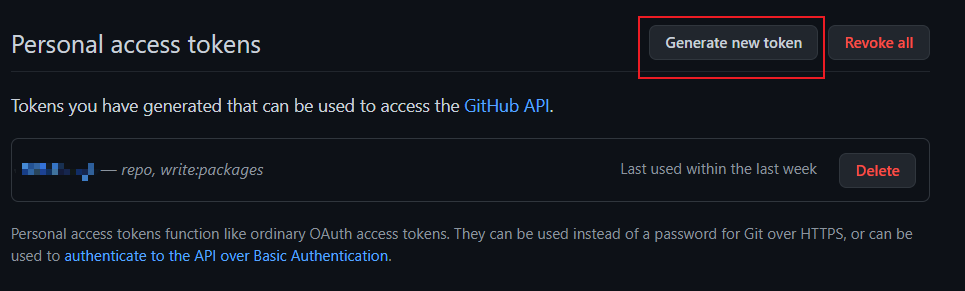 Personal access tokens Generate new token Revoke all
Tokens you have generated that can be used to access the GitHub API.
— repo, write:packages Last used within the last week Delete
Personal access tokens function like ordinary OAuth access tokens. They can be used instead of a password for Git over HTTPS, or can be
used to authenticate to the API over Basic Authentication.